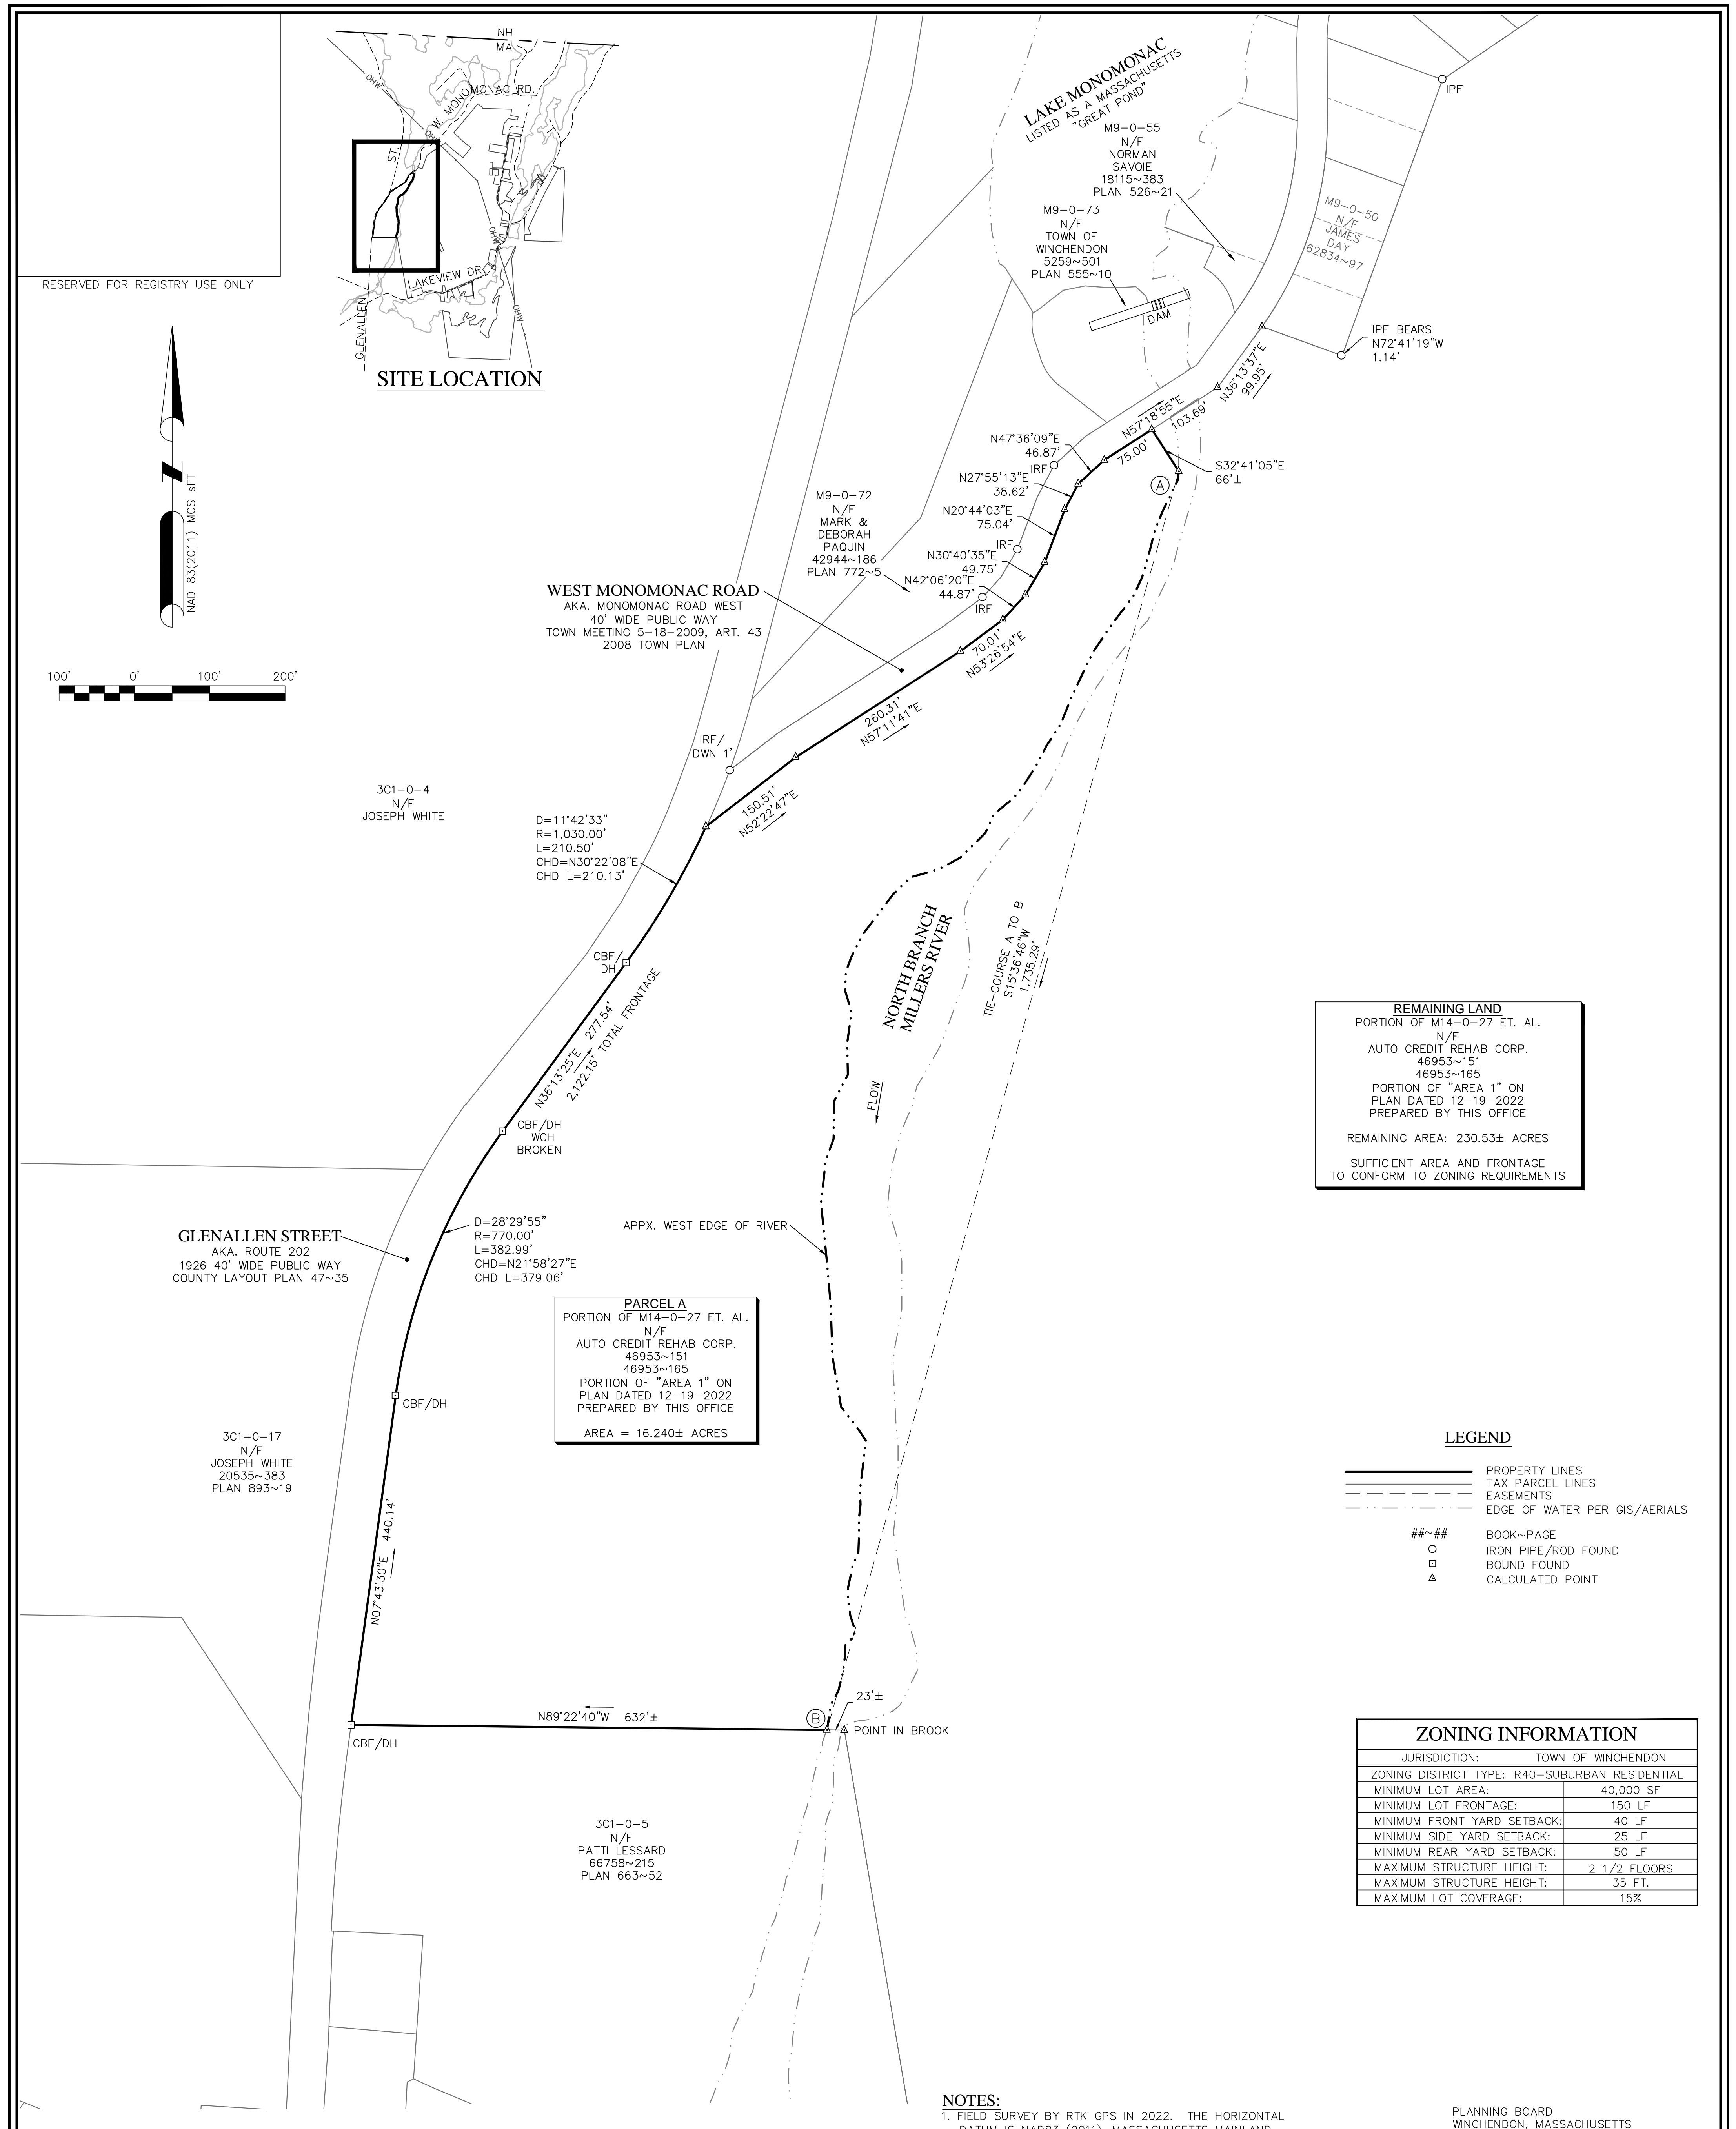 RESERVED FOR REGISTRY USE ONLY
NH
MA
OHW
W. MONOMONAC RD.
OHW
ST.
OHW
LAKEVIEW DR.
OHW
GLENALLEN
SITE LOCATION
NAD 83(2011) MCS sFT
100' 0' 100' 200'
LAKE MONOMONAC
LISTED AS A MASSACHUSETTS
"GREAT POND"
M9-0-55
N/F
NORMAN
SAVOIE
18115~383
PLAN 526~21
M9-0-73
N/F
TOWN OF
WINCHENDON
5259~501
PLAN 555~10
DAM
IPF
M9-0-50
N/F
JAMES
DAY
62834~97
IPF BEARS
N72°41'19"W
1.14'
N36°13'37"E
99.95'
N57°18'55"E
103.69'
75.00'
S32°41'05"E
66'±
A
N47°36'09"E
46.87'
IRF
N27°55'13"E
38.62'
N20°44'03"E
75.04'
IRF
N30°40'35"E
49.75'
N42°06'20"E
44.87'
IRF
M9-0-72
N/F
MARK &
DEBORAH
PAQUIN
42944~186
PLAN 772~5
WEST MONOMONAC ROAD
AKA. MONOMONAC ROAD WEST
40' WIDE PUBLIC WAY
TOWN MEETING 5-18-2009, ART. 43
2008 TOWN PLAN
70.01'
N53°26'54"E
260.31'
N57°11'41"E
IRF/
DWN 1'
150.51'
N52°22'47"E
3C1-0-4
N/F
JOSEPH WHITE
D=11°42'33"
R=1,030.00'
L=210.50'
CHD=N30°22'08"E
CHD L=210.13'
CBF/
DH
NORTH BRANCH
MILLERS RIVER
TIE-COURSE A TO B
S15°36'46"W
1,735.29'
FLOW
N36°13'25"E 277.54'
2,122.15' TOTAL FRONTAGE
CBF/DH
WCH
BROKEN
REMAINING LAND
PORTION OF M14-0-27 ET. AL.
N/F
AUTO CREDIT REHAB CORP.
46953~151
46953~165
PORTION OF "AREA 1" ON
PLAN DATED 12-19-2022
PREPARED BY THIS OFFICE
REMAINING AREA: 230.53± ACRES
SUFFICIENT AREA AND FRONTAGE
TO CONFORM TO ZONING REQUIREMENTS
GLENALLEN STREET
AKA. ROUTE 202
1926 40' WIDE PUBLIC WAY
COUNTY LAYOUT PLAN 47~35
D=28°29'55"
R=770.00'
L=382.99'
CHD=N21°58'27"E
CHD L=379.06'
APPX. WEST EDGE OF RIVER
PARCEL A
PORTION OF M14-0-27 ET. AL.
N/F
AUTO CREDIT REHAB CORP.
46953~151
46953~165
PORTION OF "AREA 1" ON
PLAN DATED 12-19-2022
PREPARED BY THIS OFFICE
AREA = 16.240± ACRES
CBF/DH
3C1-0-17
N/F
JOSEPH WHITE
20535~383
PLAN 893~19
N07°43'30"E 440.14'
LEGEND
PROPERTY LINES
TAX PARCEL LINES
EASEMENTS
EDGE OF WATER PER GIS/AERIALS
##~## BOOK~PAGE
IRON PIPE/ROD FOUND
BOUND FOUND
CALCULATED POINT
23'±
N89°22'40"W 632'±
B
POINT IN BROOK
CBF/DH
3C1-0-5
N/F
PATTI LESSARD
66758~215
PLAN 663~52
ZONING INFORMATION
JURISDICTION: TOWN OF WINCHENDON
ZONING DISTRICT TYPE: R40-SUBURBAN RESIDENTIAL
MINIMUM LOT AREA: 40,000 SF
MINIMUM LOT FRONTAGE: 150 LF
MINIMUM FRONT YARD SETBACK: 40 LF
MINIMUM SIDE YARD SETBACK: 25 LF
MINIMUM REAR YARD SETBACK: 50 LF
MAXIMUM STRUCTURE HEIGHT: 2 1/2 FLOORS
MAXIMUM STRUCTURE HEIGHT: 35 FT.
MAXIMUM LOT COVERAGE: 15%
NOTES:
1. FIELD SURVEY BY RTK GPS IN 2022. THE HORIZONTAL
DATUM IS NAD83 (2011), MASSACHUSETTS MAINLAND
PLANNING BOARD
WINCHENDON, MASSACHUSETTS